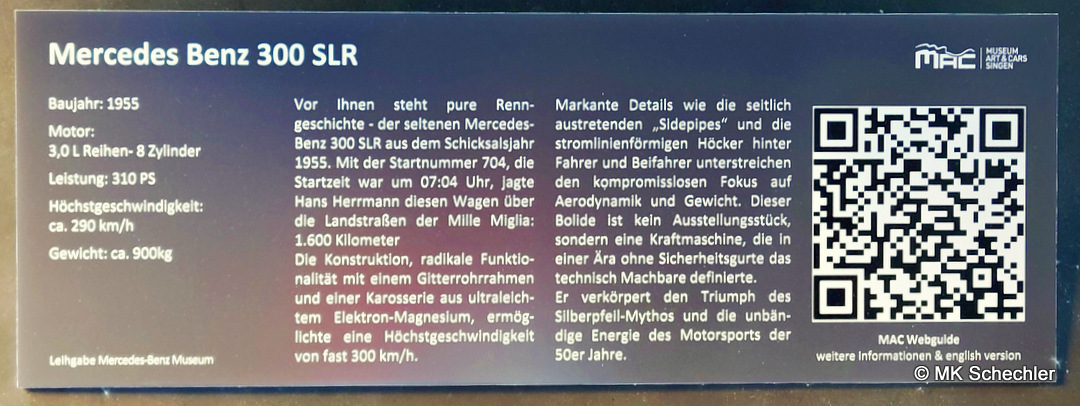 Mercedes Benz 300 SLR
MAC
MUSEUM
ART & CARS
SINGEN
Baujahr: 1955
Motor:
3,0 L Reihen- 8 Zylinder
Leistung: 310 PS
Höchstgeschwindigkeit:
ca. 290 km/h
Gewicht: ca. 900kg
Leihgabe Mercedes-Benz Museum
Vor Ihnen steht pure Renn-
geschichte - der seltenen Mercedes-
Benz 300 SLR aus dem Schicksalsjahr
1955. Mit der Startnummer 704, die
Startzeit war um 07:04 Uhr, jagte
Hans Herrmann diesen Wagen über
die Landstraßen der Mille Miglia:
1.600 Kilometer
Die Konstruktion, radikale Funktio-
nalität mit einem Gitterrohrrahmen
und einer Karosserie aus ultraleich-
tem Elektron-Magnesium, ermög-
lichte eine Höchstgeschwindigkeit
von fast 300 km/h.
Markante Details wie die seitlich
austretenden „Sidepipes" und die
stromlinienförmigen Höcker hinter
Fahrer und Beifahrer unterstreichen
den kompromisslosen Fokus auf
Aerodynamik und Gewicht. Dieser
Bolide ist kein Ausstellungsstück,
sondern eine Kraftmaschine, die in
einer Ära ohne Sicherheitsgurte das
technisch Machbare definierte.
Er verkörpert den Triumph des
Silberpfeil-Mythos und die unbän-
dige Energie des Motorsports der
50er Jahre.
MAC Webguide
weitere Informationen & english version
© MK Schechler